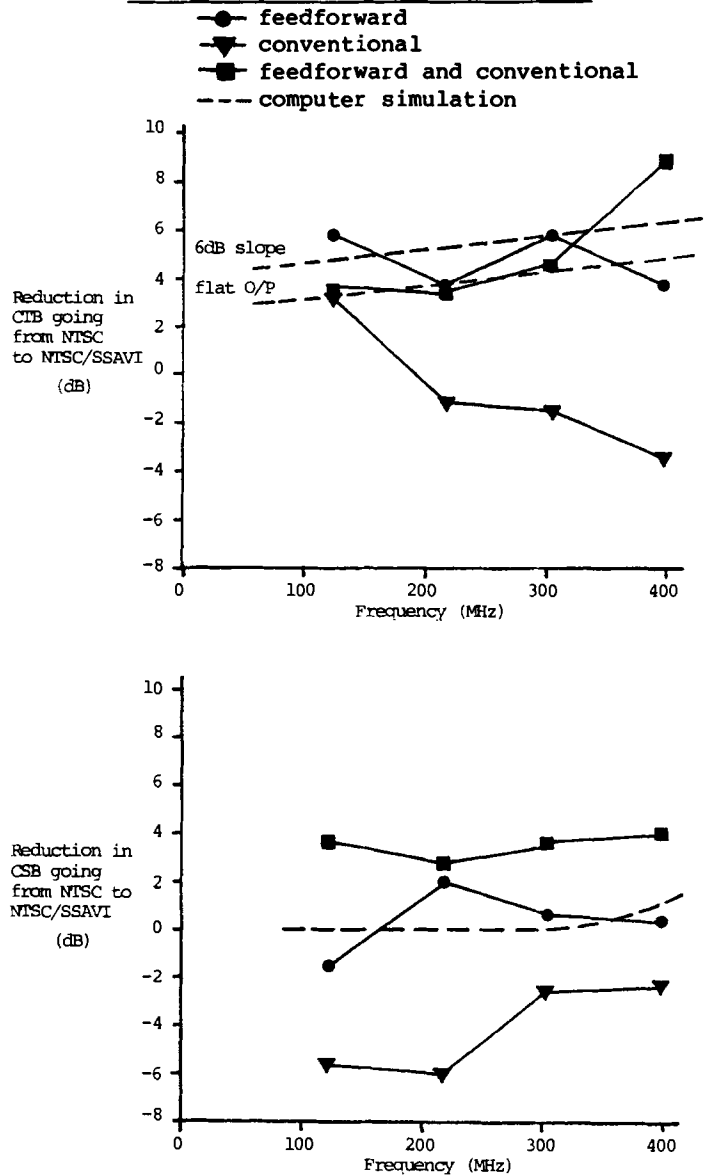 feedforward
conventional
feedforward and conventional
computer simulation
10
8
6
4
2
0
-2
-4
-6
-8
6dB slope
flat O/P
Reduction in
CTB going
from NTSC
to NTSC/SSAVI
(dB)
0 100 200 300 400
Frequency (MHz)
10
8
6
4
2
0
-2
-4
-6
-8
Reduction in
CSB going
from NTSC to
NTSC/SSAVI
(dB)
0 100 200 300 400
Frequency (MHz)